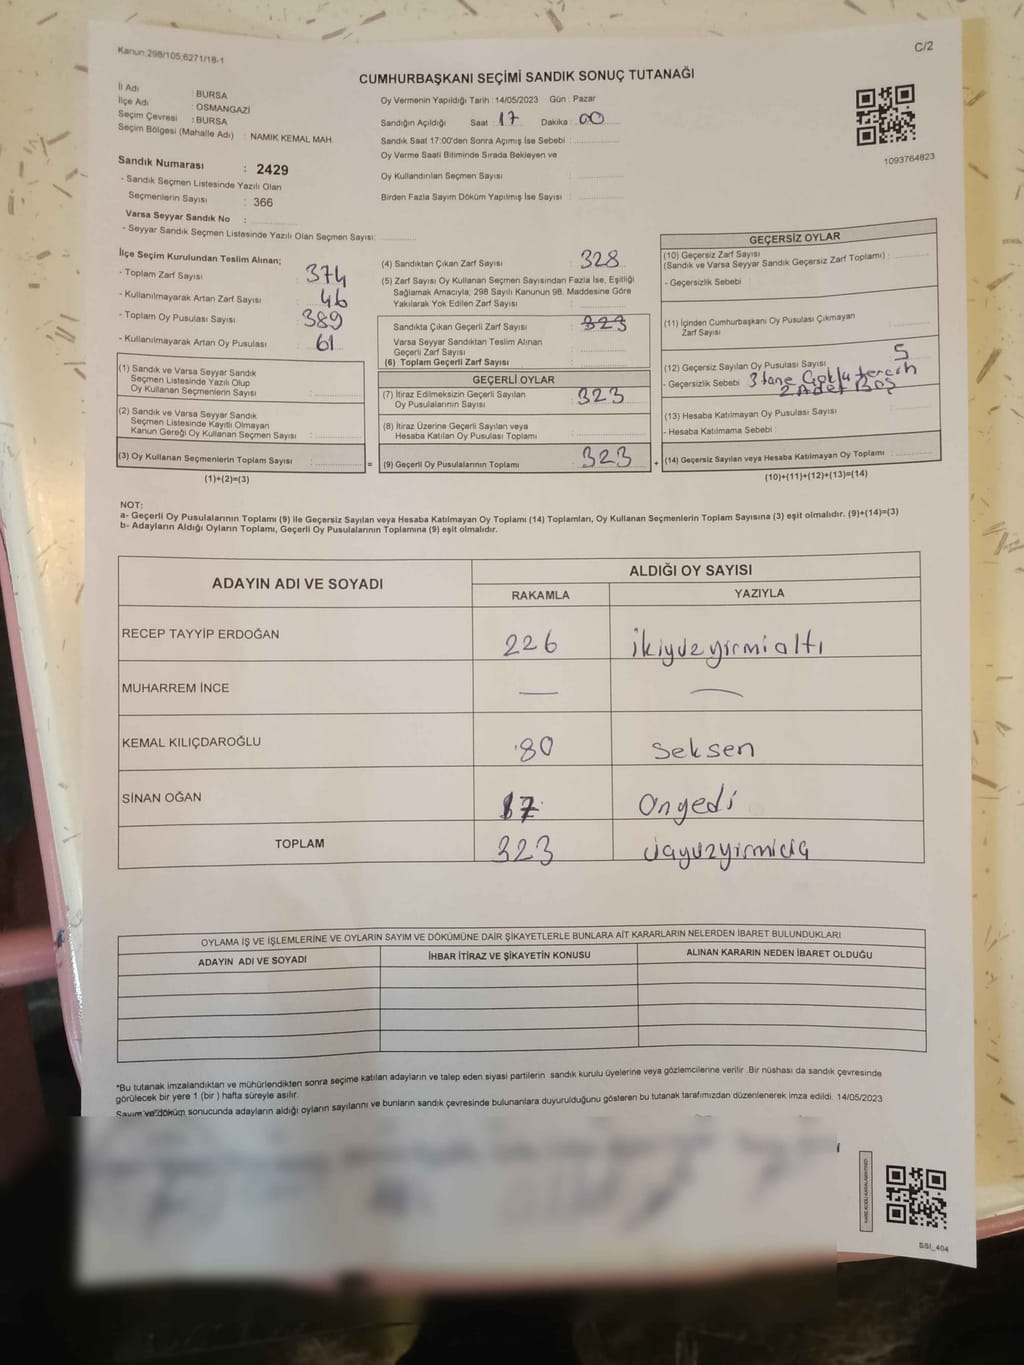 Kanun:298/105,6271/18-1
C/2
CUMHURBAŞKANI SEÇİMİ SANDIK SONUÇ TUTANAĞI
İl Adı : BURSA
İlçe Adı : OSMANGAZİ
Seçim Çevresi : BURSA
Seçim Bölgesi (Mahalle Adı) : NAMIK KEMAL MAH.
Oy Vermenin Yapıldığı Tarih : 14/05/2023 Gün : Pazar
Sandığın Açıldığı Saat : 17 Dakika : 00
Sandık Saat 17:00'den Sonra Açımış İse Sebebi :
Oy Verme Saati Bitiminde Sırada Bekleyen ve
Oy Kullandırılan Seçmen Sayısı :
Birden Fazla Sayım Döküm Yapılmış İse Sayısı :
1093764823
Sandık Numarası : 2429
- Sandık Seçmen Listesinde Yazılı Olan
Seçmenlerin Sayısı : 366
Varsa Seyyar Sandık No :
- Seyyar Sandık Seçmen Listesinde Yazılı Olan Seçmen Sayısı:
İlçe Seçim Kurulundan Teslim Alınan;
- Toplam Zarf Sayısı : 374
- Kullanılmayarak Artan Zarf Sayısı : 46
- Toplam Oy Pusulası Sayısı : 389
- Kullanılmayarak Artan Oy Pusulası : 61
(1) Sandık ve Varsa Seyyar Sandık
Seçmen Listesinde Yazılı Olup
Oy Kullanan Seçmenlerin Sayısı :
(2) Sandık ve Varsa Seyyar Sandık
Seçmen Listesinde Kayıtlı Olmayan
Kanun Gereği Oy Kullanan Seçmen Sayısı :
(3) Oy Kullanan Seçmenlerin Toplam Sayısı :
(1)+(2)=(3)
(4) Sandıktan Çıkan Zarf Sayısı : 328
(5) Zarf Sayısı Oy Kullanan Seçmen Sayısından Fazla İse, Eşitliği
Sağlamak Amacıyla; 298 Sayılı Kanunun 98. Maddesine Göre
Yakılarak Yok Edilen Zarf Sayısı :
Sandıkta Çıkan Geçerli Zarf Sayısı : 323
Varsa Seyyar Sandıktan Teslim Alınan
Geçerli Zarf Sayısı :
(6) Toplam Geçerli Zarf Sayısı :
GEÇERLİ OYLAR
(7) İtiraz Edilmeksizin Geçerli Sayılan
Oy Pusulalarının Sayısı : 323
(8) İtiraz Üzerine Geçerli Sayılan veya
Hesaba Katılan Oy Pusulası Toplamı :
= (9) Geçerli Oy Pusulalarının Toplamı : 323 +
GEÇERSİZ OYLAR
(10) Geçersiz Zarf Sayısı
(Sandık ve Varsa Seyyar Sandık Geçersiz Zarf Toplamı) :
- Geçersizlik Sebebi :
(11) İçinden Cumhurbaşkanı Oy Pusulası Çıkmayan
Zarf Sayısı :
(12) Geçersiz Sayılan Oy Pusulası Sayısı : 5
- Geçersizlik Sebebi : 3 tane Çoklu tercih
2 Adet Boş
(13) Hesaba Katılmayan Oy Pusulası Sayısı :
- Hesaba Katılmama Sebebi :
(14) Geçersiz Sayılan veya Hesaba Katılmayan Oy Toplamı :
(10)+(11)+(12)+(13)=(14)
NOT:
a- Geçerli Oy Pusulalarının Toplamı (9) ile Geçersiz Sayılan veya Hesaba Katılmayan Oy Toplamı (14) Toplamları, Oy Kullanan Seçmenlerin Toplam Sayısına (3) eşit olmalıdır. (9)+(14)=(3)
b- Adayların Aldığı Oyların Toplamı, Geçerli Oy Pusulalarının Toplamına (9) eşit olmalıdır.
ADAYIN ADI VE SOYADI
ALDIĞI OY SAYISI
RAKAMLA YAZIYLA
RECEP TAYYİP ERDOĞAN 226 ikiyüzyirmialtı
MUHARREM İNCE — —
KEMAL KILIÇDAROĞLU 80 Seksen
SİNAN OĞAN 17 Onyedi
TOPLAM 323 üçyüzyirmiüç
OYLAMA İŞ VE İŞLEMLERİNE VE OYLARIN SAYIM VE DÖKÜMÜNE DAİR ŞİKAYETLERLE BUNLARA AİT KARARLARIN NELERDEN İBARET BULUNDUKLARI
ADAYIN ADI VE SOYADI İHBAR İTİRAZ VE ŞİKAYETİN KONUSU ALINAN KARARIN NEDEN İBARET OLDUĞU
*Bu tutanak imzalandıktan ve mühürlendikten sonra seçime katılan adayların ve talep eden siyasi partilerin sandık kurulu üyelerine veya gözlemcilerine verilir .Bir nüshası da sandık çevresinde
görülecek bir yere 1 (bir ) hafta süreyle asılır.
Sayım ve döküm sonucunda adayların aldığı oyların sayılarını ve bunların sandık çevresinde bulunanlara duyurulduğunu gösteren bu tutanak tarafımızdan düzenlenerek imza edildi. 14/05/2023
SSI_404